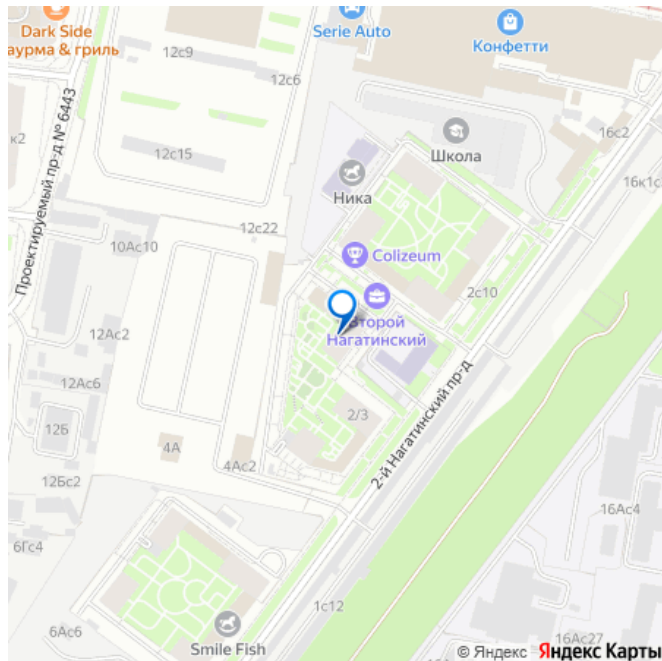 Dark Side
аурма & гриль
12с9
Serie Auto
Конфетти
12с6
Проектируемый пр-д № 6443
к2
12с15
16с2
Школа
16к1с
Ника
12с22
10Ас10
Colizeum
2с10
Второй
Нагатинский
12Ас2
12Ас6
2-й Нагатинский пр-д
2/3
12Б
4А
4Ас2
12Бс2
16Ас4
6Гс4
1с12
6Ас6
Smile Fish
16Ас27
© Яндекс Яндекс Карты